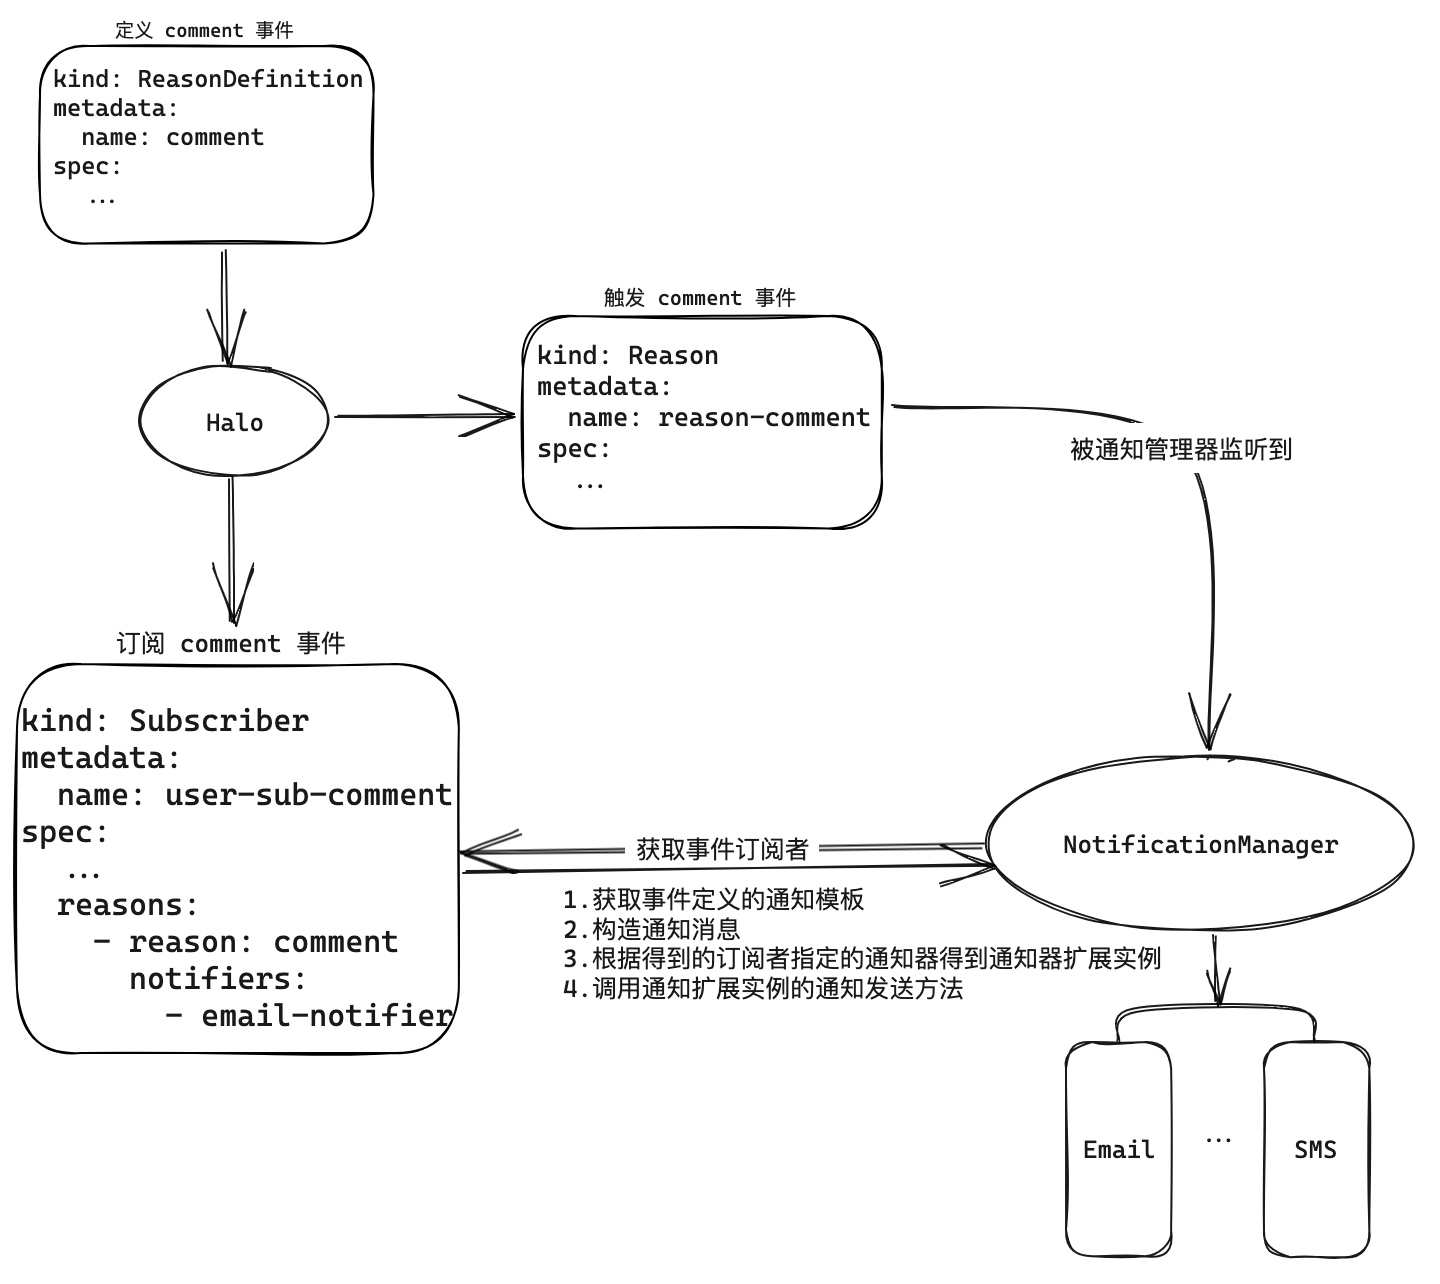 定义 comment 事件
kind: ReasonDefinition
metadata:
  name: comment
spec:
  ...
触发 comment 事件
kind: Reason
metadata:
  name: reason-comment
spec:
  ...
Halo
被通知管理器监听到
订阅 comment 事件
kind: Subscriber
metadata:
  name: user-sub-comment
spec:
  ...
  reasons:
    - reason: comment
      notifiers:
        - email-notifier
获取事件订阅者
1.获取事件定义的通知模板
2.构造通知消息
3.根据得到的订阅者指定的通知器得到通知器扩展实例
4.调用通知扩展实例的通知发送方法
NotificationManager
Email
...
SMS